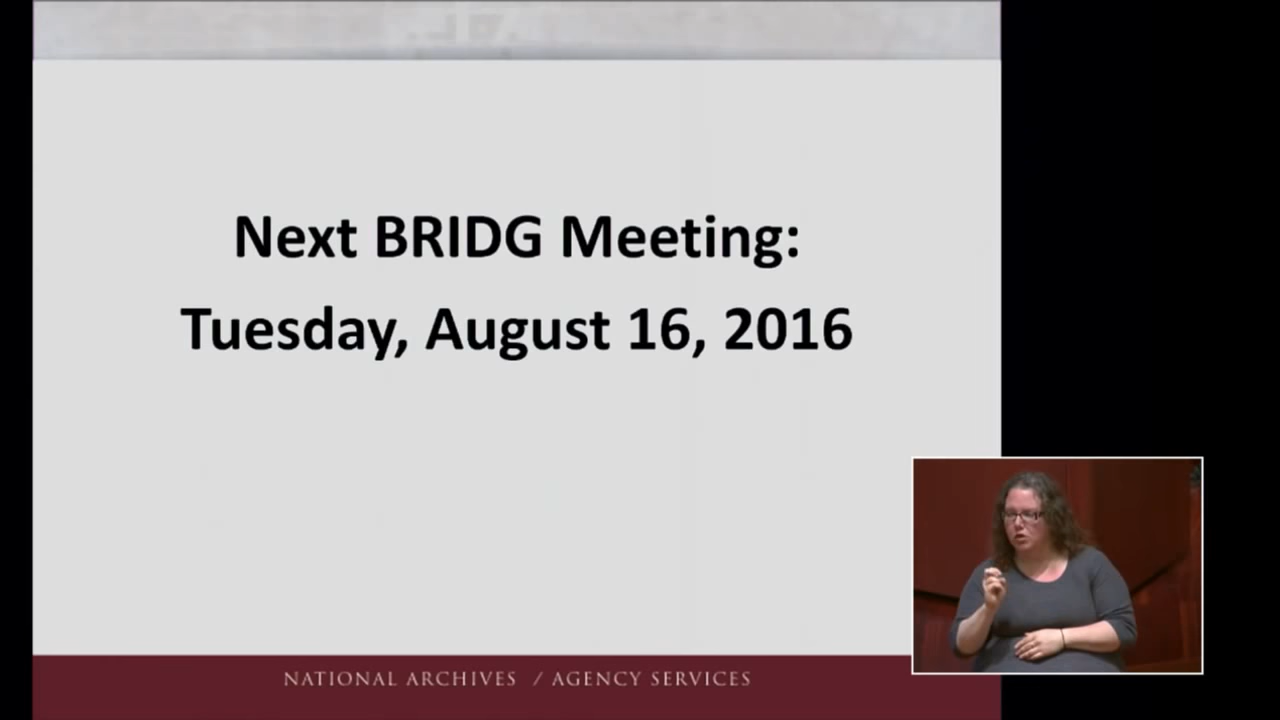 Next BRIDG Meeting:
Tuesday, August 16, 2016
NATIONAL ARCHIVES / AGENCY SERVICES